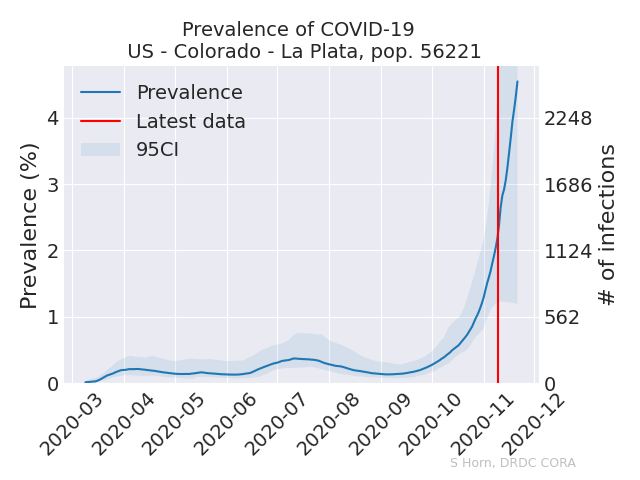 Prevalence of COVID-19
US - Colorado - La Plata, pop. 56221
Prevalence
Latest data
95CI
Prevalence (%)
4
3
2
1
0
2248
1686
1124
562
0
# of infections
2020-03
2020-04
2020-05
2020-06
2020-07
2020-08
2020-09
2020-10
2020-11
2020-12
S Horn, DRDC CORA